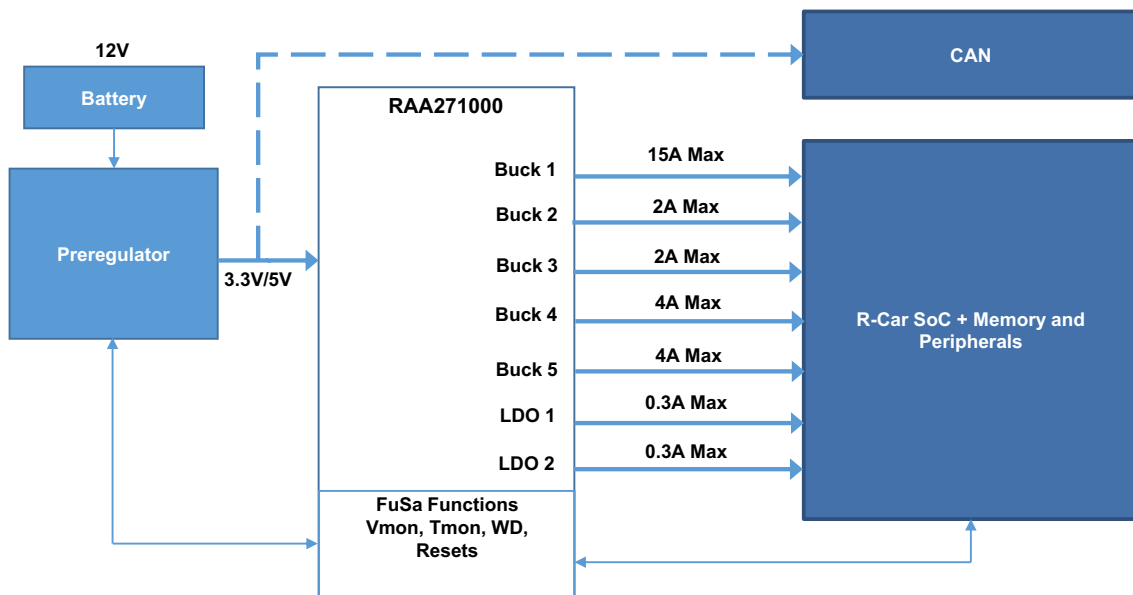 12V
Battery
Preregulator
3.3V/5V
RAA271000
Buck 1
15A Max
Buck 2
2A Max
Buck 3
2A Max
Buck 4
4A Max
Buck 5
4A Max
LDO 1
0.3A Max
LDO 2
0.3A Max
FuSa Functions
Vmon, Tmon, WD,
Resets
CAN
R-Car SoC + Memory and
Peripherals